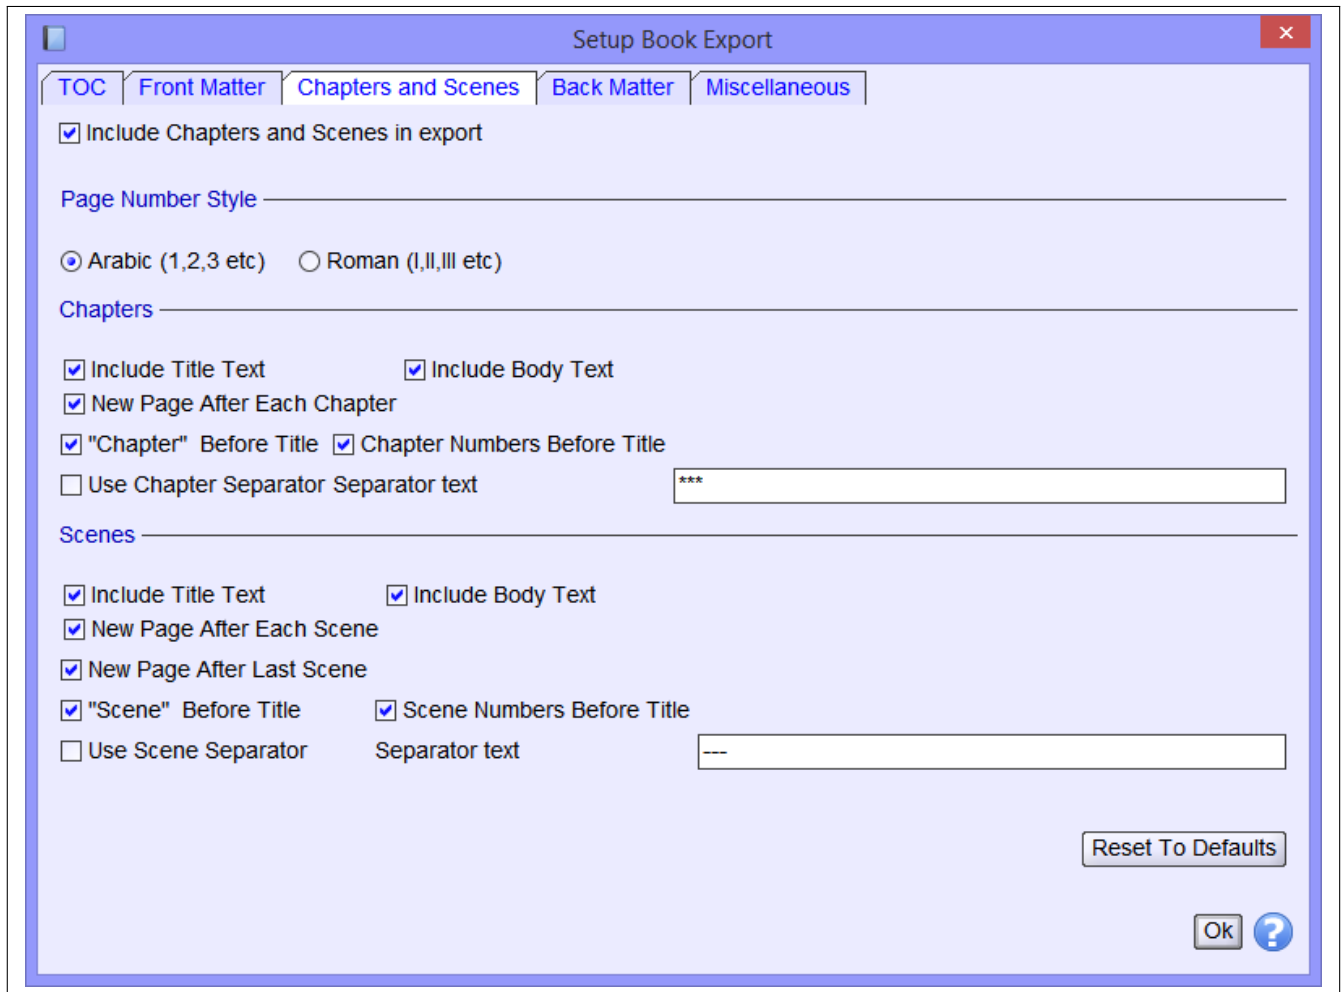 Setup Book Export
TOC Front Matter Chapters and Scenes Back Matter Miscellaneous
Include Chapters and Scenes in export
Page Number Style
Arabic (1,2,3 etc) Roman (I,II,III etc)
Chapters
Include Title Text Include Body Text
New Page After Each Chapter
"Chapter"  Before Title Chapter Numbers Before Title
Use Chapter Separator Separator text ***
Scenes
Include Title Text Include Body Text
New Page After Each Scene
New Page After Last Scene
"Scene"  Before Title Scene Numbers Before Title
Use Scene Separator Separator text ---
Reset To Defaults
Ok ?